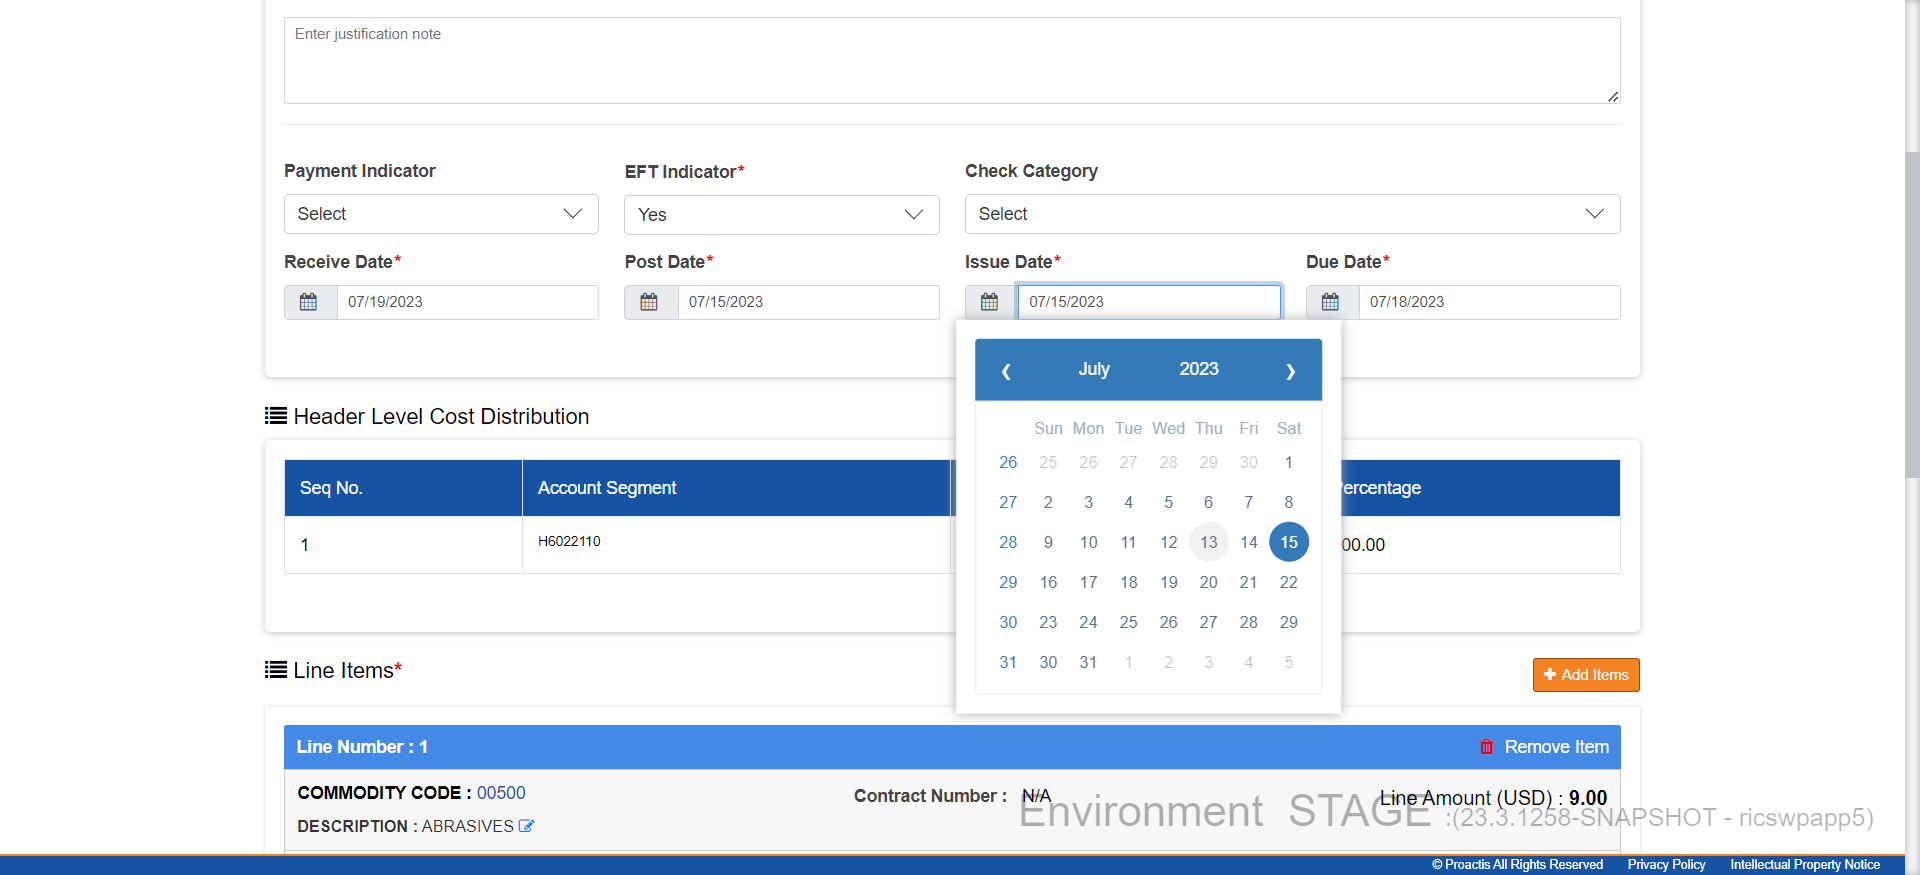 Enter justification note
Payment Indicator
EFT Indicator*
Check Category
Select
Yes
Select
Receive Date*
Post Date*
Issue Date*
Due Date*
07/19/2023
07/15/2023
07/15/2023
07/18/2023
July 2023
Sun Mon Tue Wed Thu Fri Sat
26 25 26 27 28 29 30 1
27 2 3 4 5 6 7 8
28 9 10 11 12 13 14 15
29 16 17 18 19 20 21 22
30 23 24 25 26 27 28 29
31 30 31 1 2 3 4 5
Header Level Cost Distribution
Seq No.
Account Segment
ercentage
1
H6022110
00.00
Line Items*
Add Items
Line Number : 1
Remove Item
COMMODITY CODE : 00500
Contract Number : N/A
Line Amount (USD) : 9.00
DESCRIPTION : ABRASIVES
Environment STAGE :(23.3.1258-SNAPSHOT - ricswpapp5)
© Proactis All Rights Reserved
Privacy Policy
Intellectual Property Notice